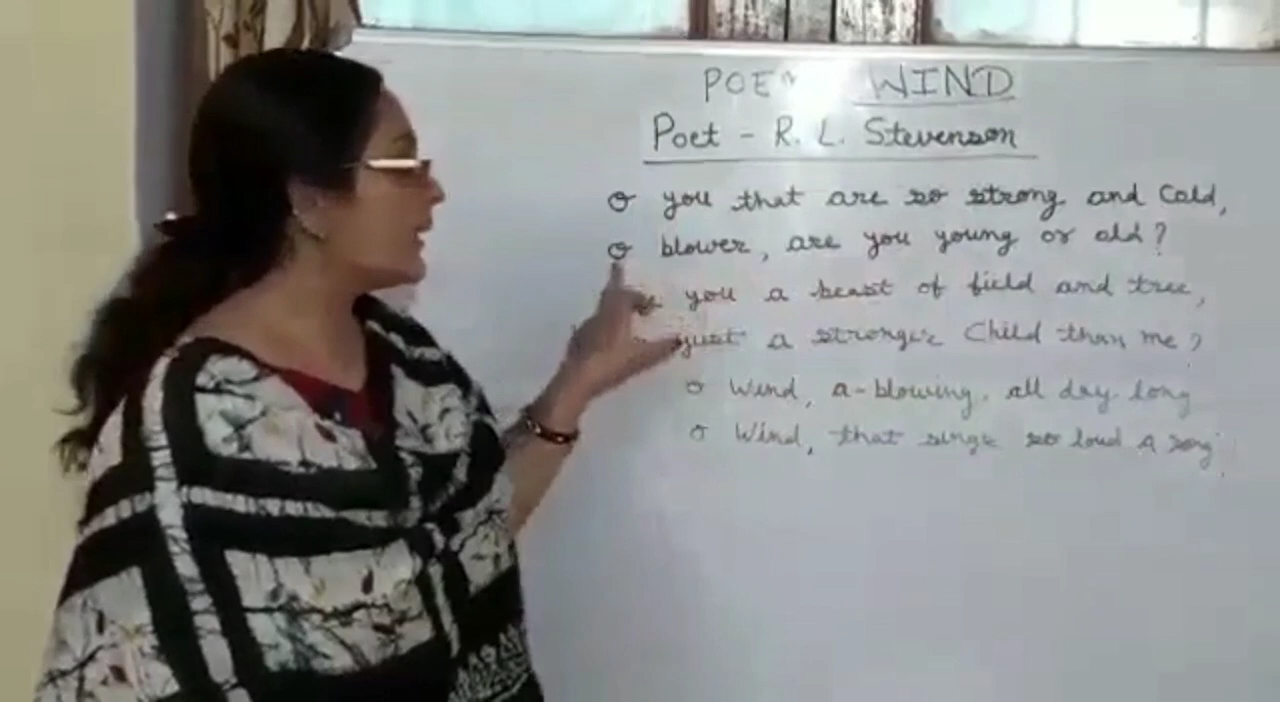 POEM WIND
Poet - R. L. Stevenson
O you that are so strong and Cold,
O blower, are you young or old?
you a beast of field and tree,
just a stronger Child than me?
O Wind, a-blowing, all day long
O Wind, that sings so loud a song